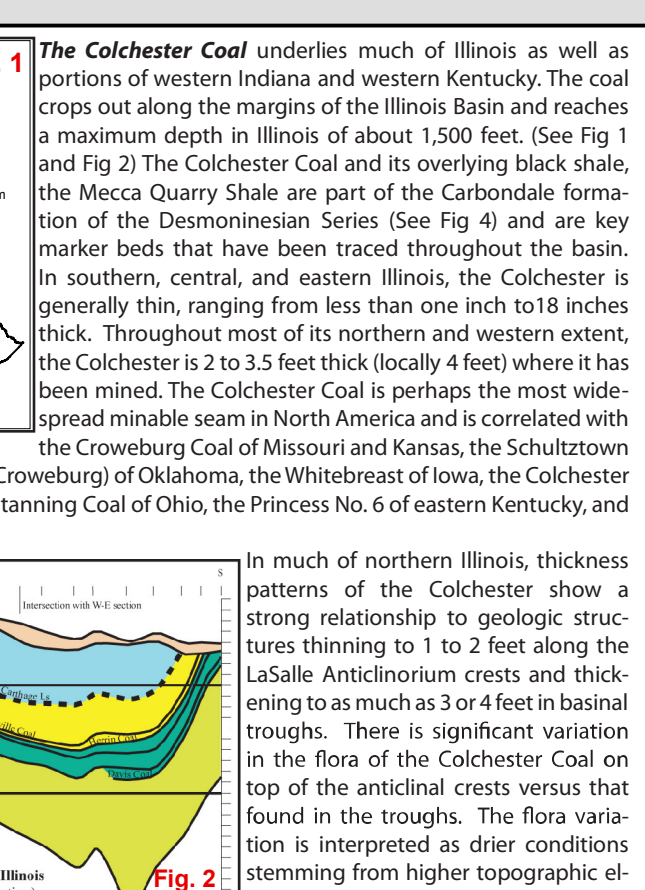 . 1
The Colchester Coal underlies much of Illinois as well as
portions of western Indiana and western Kentucky. The coal
crops out along the margins of the Illinois Basin and reaches
a maximum depth in Illinois of about 1,500 feet. (See Fig 1
and Fig 2) The Colchester Coal and its overlying black shale,
the Mecca Quarry Shale are part of the Carbondale forma-
tion of the Desmoninesian Series (See Fig 4) and are key
marker beds that have been traced throughout the basin.
In southern, central, and eastern Illinois, the Colchester is
generally thin, ranging from less than one inch to18 inches
thick. Throughout most of its northern and western extent,
the Colchester is 2 to 3.5 feet thick (locally 4 feet) where it has
been mined. The Colchester Coal is perhaps the most wide-
spread minable seam in North America and is correlated with
the Croweburg Coal of Missouri and Kansas, the Schultztown
Croweburg) of Oklahoma, the Whitebreast of Iowa, the Colchester
tanning Coal of Ohio, the Princess No. 6 of eastern Kentucky, and
S
Intersection with W-E section
Carthage Ls
ville Coal
Herrin Coal
Davis Coal
Illinois
Fig. 2
In much of northern Illinois, thickness
patterns of the Colchester show a
strong relationship to geologic struc-
tures thinning to 1 to 2 feet along the
LaSalle Anticlinorium crests and thick-
ening to as much as 3 or 4 feet in basinal
troughs. There is significant variation
in the flora of the Colchester Coal on
top of the anticlinal crests versus that
found in the troughs. The flora varia-
tion is interpreted as drier conditions
stemming from higher topographic el-